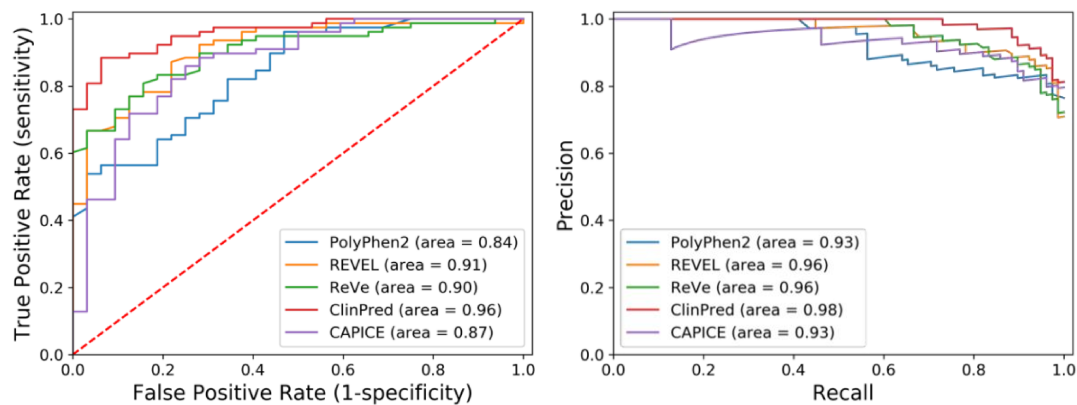 1.0
0.8
0.6
0.4
0.2
0.0
0.0 0.2 0.4 0.6 0.8 1.0
True Positive Rate (sensitivity)
False Positive Rate (1-specificity)
PolyPhen2 (area = 0.84)
REVEL (area = 0.91)
ReVe (area = 0.90)
ClinPred (area = 0.96)
CAPICE (area = 0.87)
1.0
0.8
0.6
0.4
0.2
0.0
0.0 0.2 0.4 0.6 0.8 1.0
Precision
Recall
PolyPhen2 (area = 0.93)
REVEL (area = 0.96)
ReVe (area = 0.96)
ClinPred (area = 0.98)
CAPICE (area = 0.93)